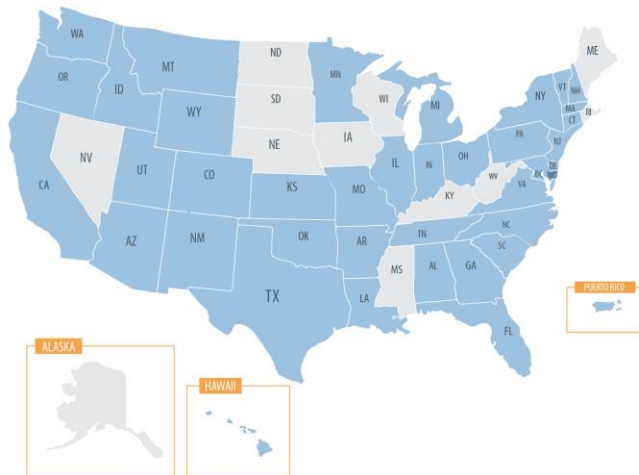 WA
MT
ND
MN
ME
OR
ID
SD
WI
MI
NY
VT
NH
MA
CT
RI
WY
NE
IA
PA
NJ
NV
UT
CO
IL
IN
OH
DE
MD
DC
WV
VA
CA
KS
MO
KY
AZ
NM
OK
AR
TN
NC
SC
TX
MS
AL
GA
LA
FL
PUERTO RICO
ALASKA
HAWAII